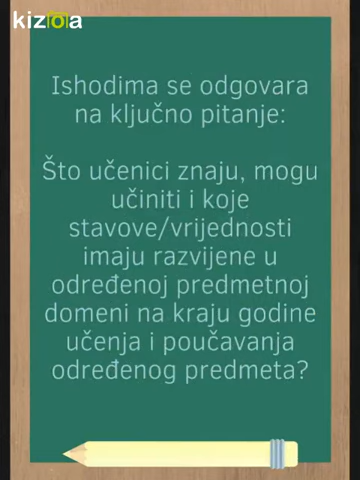 kizoa
Ishodima se odgovara
na ključno pitanje:
Što učenici znaju, mogu
učiniti i koje
stavove/vrijednosti
imaju razvijene u
određenoj predmetnoj
domeni na kraju godine
učenja i poučavanja
određenog predmeta?